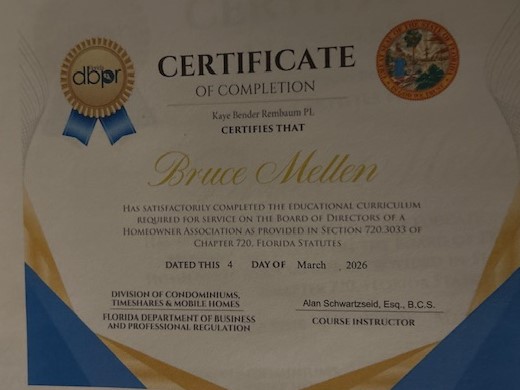 florida
dbpr
CERTIFICATE
OF COMPLETION
Kaye Bender Rembaum PL
CERTIFIES THAT
Bruce Mellen
HAS SATISFACTORILY COMPLETED THE EDUCATIONAL CURRICULUM
REQUIRED FOR SERVICE ON THE BOARD OF DIRECTORS OF A
HOMEOWNER ASSOCIATION AS PROVIDED IN SECTION 720.3033 OF
CHAPTER 720, FLORIDA STATUTES
DATED THIS 4 DAY OF March , 2026
DIVISION OF CONDOMINIUMS,
TIMESHARES & MOBILE HOMES
FLORIDA DEPARTMENT OF BUSINESS
AND PROFESSIONAL REGULATION
Alan Schwartzseid, Esq., B.C.S.
COURSE INSTRUCTOR